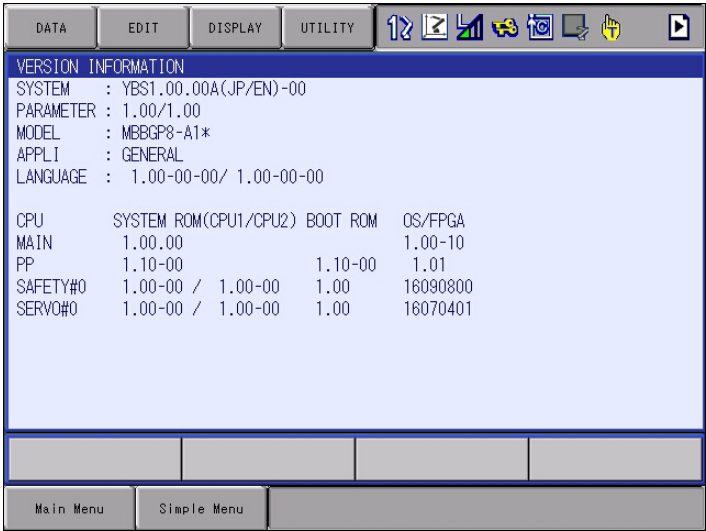 DATA EDIT DISPLAY UTILITY
VERSION INFORMATION
SYSTEM : YBS1.00.00A(JP/EN)-00
PARAMETER : 1.00/1.00
MODEL : MBBGP8-A1*
APPLI : GENERAL
LANGUAGE : 1.00-00-00/ 1.00-00-00
CPU SYSTEM ROM(CPU1/CPU2) BOOT ROM OS/FPGA
MAIN 1.00.00 1.00-10
PP 1.10-00 1.10-00 1.01
SAFETY#0 1.00-00 / 1.00-00 1.00 16090800
SERVO#0 1.00-00 / 1.00-00 1.00 16070401
Main Menu Simple Menu